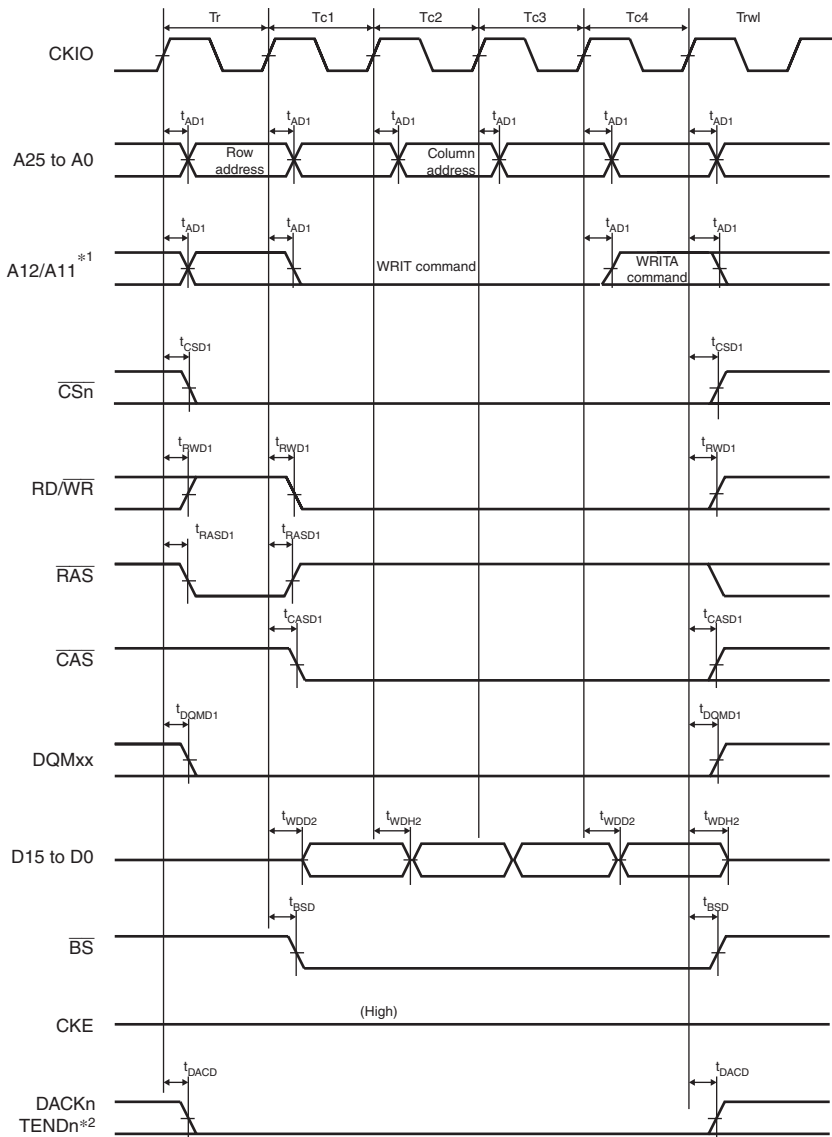 Tr Tc1 Tc2 Tc3 Tc4 Trwl
CKIO
tAD1 tAD1 tAD1 tAD1 tAD1 tAD1
A25 to A0
Row
address
Column
address
tAD1 tAD1 tAD1 tAD1
A12/A11*1
WRIT command
WRITA
command
tCSD1 tCSD1
CSn
tRWD1 tRWD1 tRWD1
RD/WR
tRASD1 tRASD1
RAS
tCASD1 tCASD1
CAS
tDQMD1 tDQMD1
DQMxx
tWDD2 tWDH2 tWDD2 tWDH2
D15 to D0
tBSD tBSD
BS
(High)
CKE
tDACD tDACD
DACKn
TENDn*2